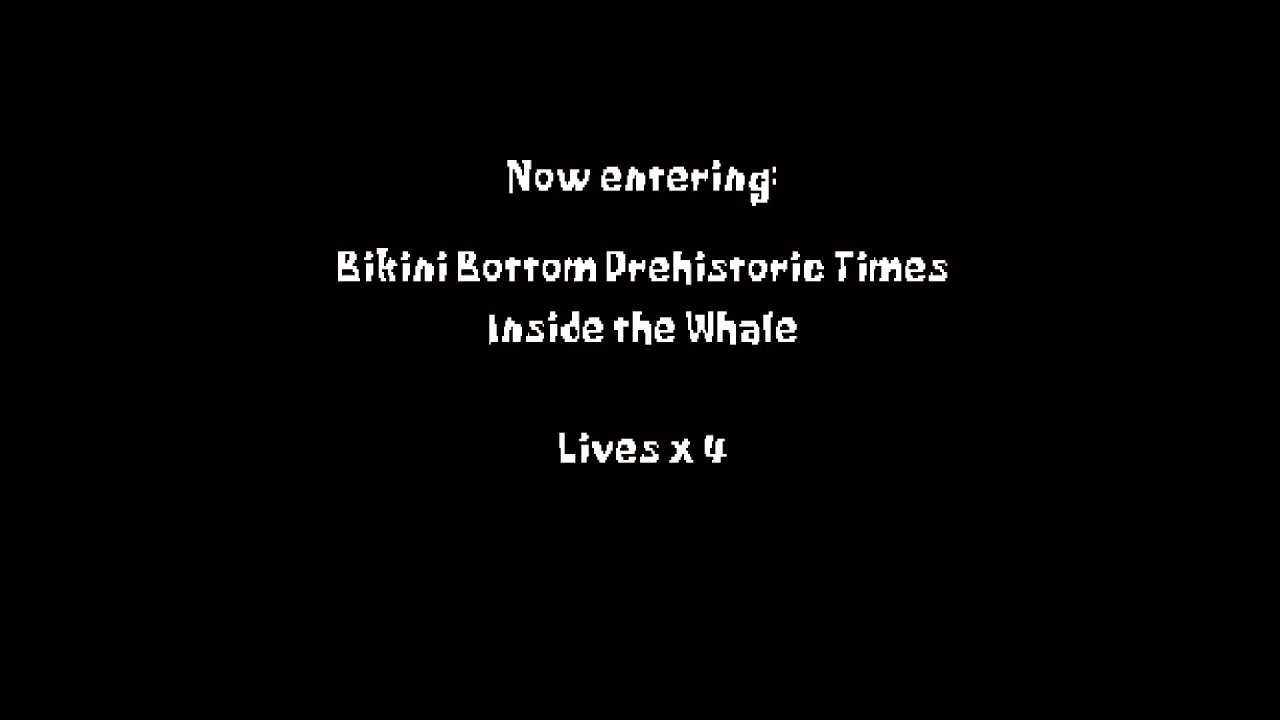 Now entering:
Bikini Bottom Prehistoric Times
Inside the Whale
Lives x 4